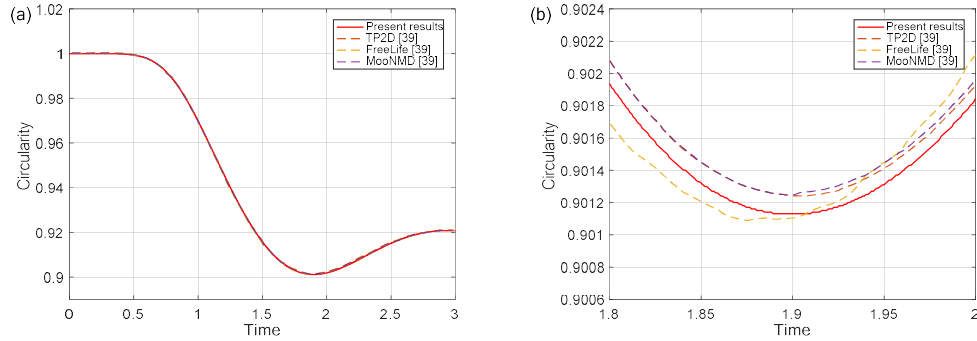 (a)
1.02
1
0.98
0.96
0.94
0.92
0.9
Circularity
0
0.5
1
1.5
2
2.5
3
Time
Present results
TP2D [39]
FreeLife [39]
MooNMD [39]
(b)
0.9024
0.9022
0.902
0.9018
0.9016
0.9014
0.9012
0.901
0.9008
0.9006
Circularity
1.8
1.85
1.9
1.95
2
Time
Present results
TP2D [39]
FreeLife [39]
MooNMD [39]